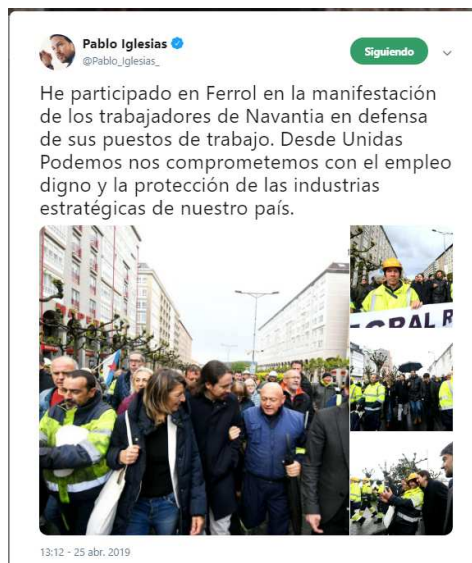 Pablo Iglesias
@Pablo_Iglesias_
Siguiendo
He participado en Ferrol en la manifestación
de los trabajadores de Navantia en defensa
de sus puestos de trabajo. Desde Unidas
Podemos nos comprometemos con el empleo
digno y la protección de las industrias
estratégicas de nuestro país.
GRAL R
13:12 - 25 abr. 2019